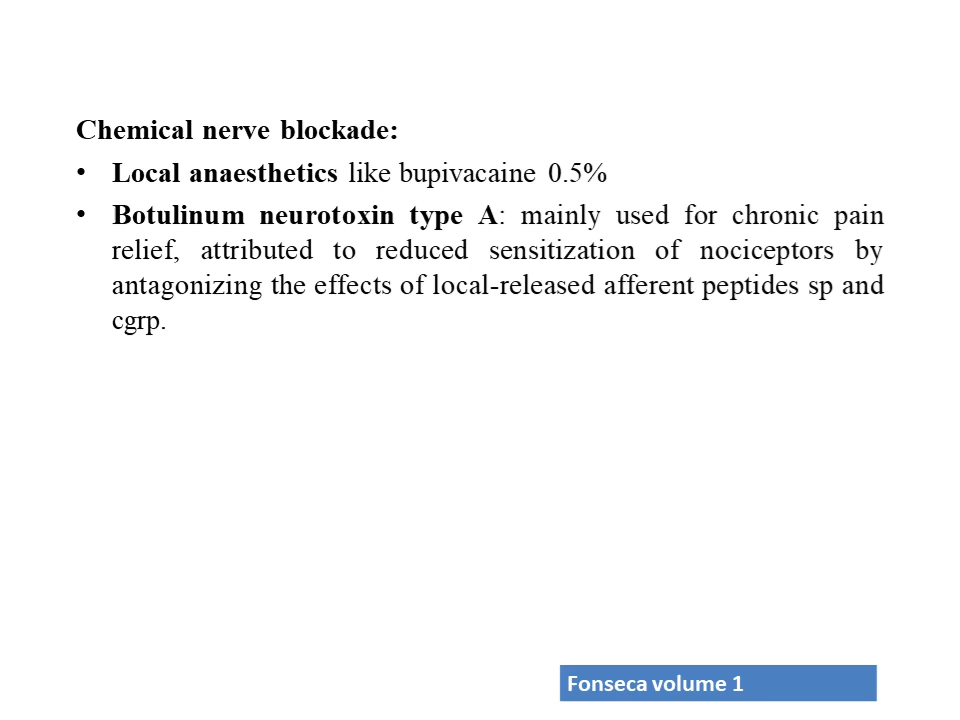 Chemical nerve blockade:
• Local anaesthetics like bupivacaine 0.5%
• Botulinum neurotoxin type A: mainly used for chronic pain
relief, attributed to reduced sensitization of nociceptors by
antagonizing the effects of local-released afferent peptides sp and
cgrp.
Fonseca volume 1